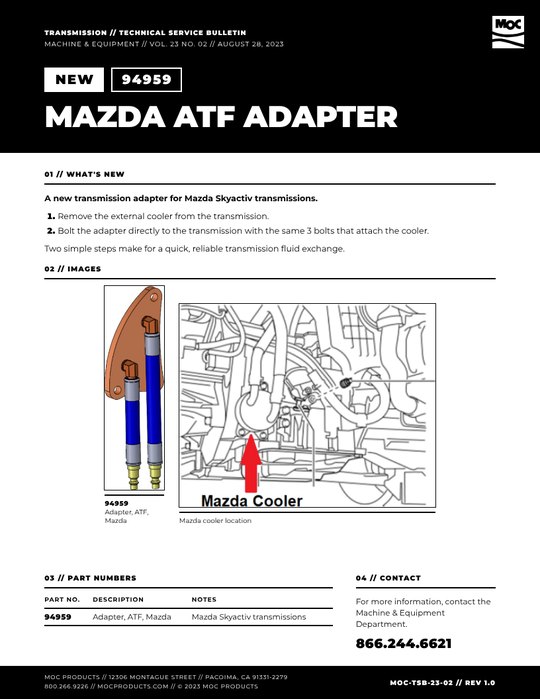 TRANSMISSION // TECHNICAL SERVICE BULLETIN
MACHINE & EQUIPMENT // VOL. 23 NO. 02 // AUGUST 28, 2023
MOC
NEW 94959
MAZDA ATF ADAPTER
01 // WHAT'S NEW
A new transmission adapter for Mazda Skyactiv transmissions.
1. Remove the external cooler from the transmission.
2. Bolt the adapter directly to the transmission with the same 3 bolts that attach the cooler.
Two simple steps make for a quick, reliable transmission fluid exchange.
02 // IMAGES
Mazda Cooler
94959
Adapter, ATF,
Mazda
Mazda cooler location
03 // PART NUMBERS
PART NO. DESCRIPTION NOTES
94959 Adapter, ATF, Mazda Mazda Skyactiv transmissions
04 // CONTACT
For more information, contact the
Machine & Equipment
Department.
866.244.6621
MOC PRODUCTS // 12306 MONTAGUE STREET // PACOIMA, CA 91331-2279
800.266.9226 // MOCPRODUCTS.COM // © 2023 MOC PRODUCTS
MOC-TSB-23-02 // REV 1.0